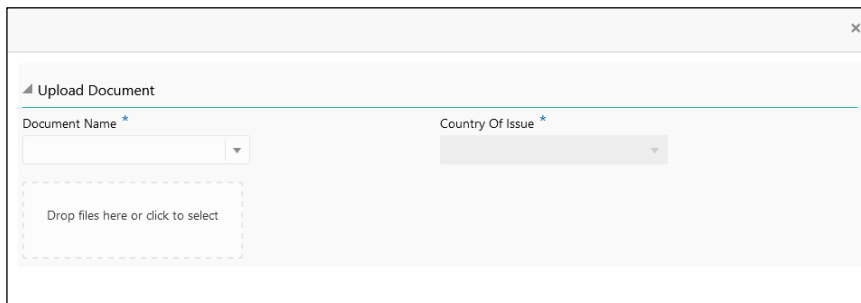 Upload Document
Document Name *
Country Of Issue *
Drop files here or click to select